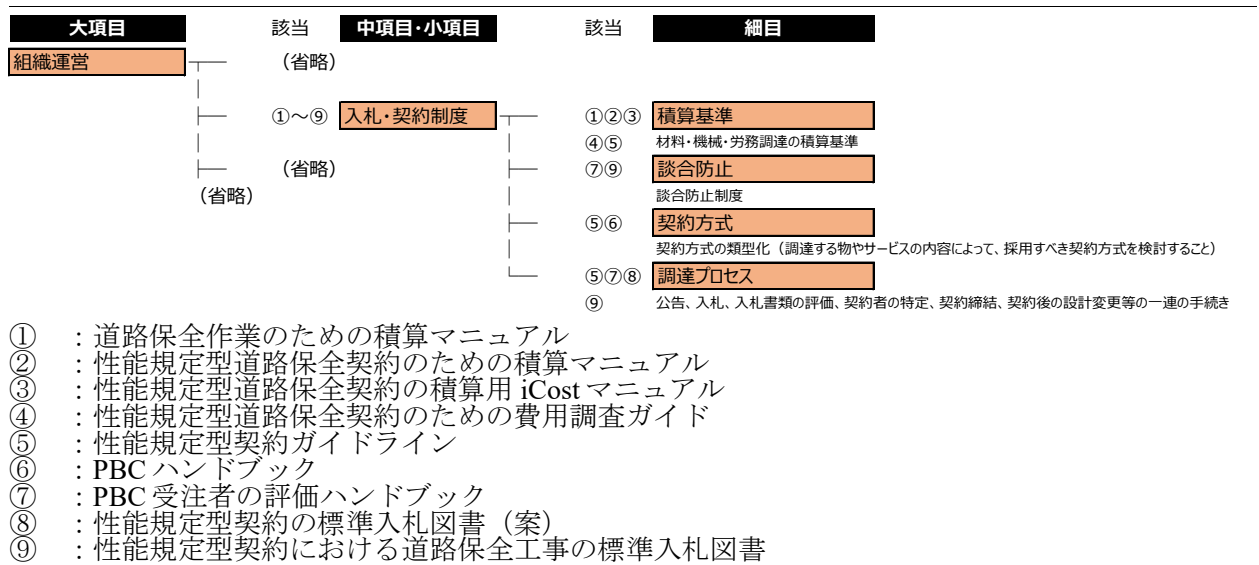 大項目 該当 中項目・小項目 該当 細目
組織運営 （省略）
①～⑨ 入札・契約制度 ①②③ 積算基準
④⑤ 材料・機械・労務調達の積算基準
（省略） ⑦⑨ 談合防止
（省略） 談合防止制度
⑤⑥ 契約方式
契約方式の類型化（調達する物やサービスの内容によって、採用すべき契約方式を検討すること）
⑤⑦⑧ 調達プロセス
⑨ 公告、入札、入札書類の評価、契約者の特定、契約締結、契約後の設計変更等の一連の手続き
① ：道路保全作業のための積算マニュアル
② ：性能規定型道路保全契約のための積算マニュアル
③ ：性能規定型道路保全契約の積算用 iCost マニュアル
④ ：性能規定型道路保全契約のための費用調査ガイド
⑤ ：性能規定型契約ガイドライン
⑥ ：PBC ハンドブック
⑦ ：PBC 受注者の評価ハンドブック
⑧ ：性能規定型契約の標準入札図書（案）
⑨ ：性能規定型契約における道路保全工事の標準入札図書